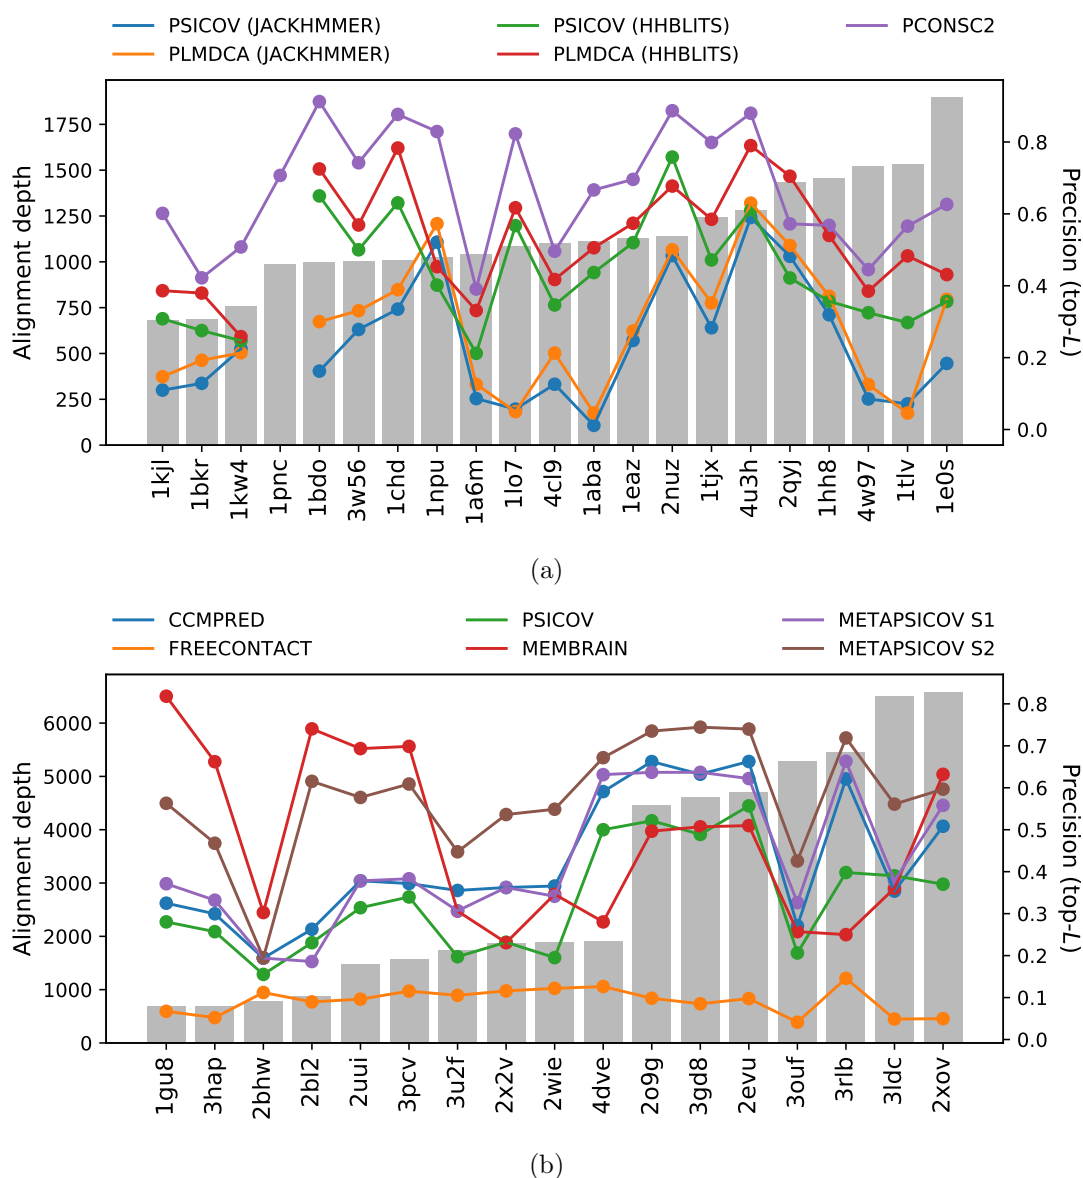 PSICOV (JACKHMMER) PSICOV (HHBLITS) PCONSC2
PLMDCA (JACKHMMER) PLMDCA (HHBLITS)
Alignment depth
1750
1500
1250
1000
750
500
250
0
0.8
0.6
0.4
0.2
0.0
Precision (top-L)
1kjl 1bkr 1kw4 1pnc 1bdo 3w56 1chd 1npu 1a6m 1lo7 4cl9 1aba 1eaz 2nuz 1tjx 4u3h 2qyj 1hh8 4w97 1tlv 1e0s
(a)
CCMPRED PSICOV METAPSICOV S1
FREECONTACT MEMBRAIN METAPSICOV S2
Alignment depth
6000
5000
4000
3000
2000
1000
0
0.8
0.7
0.6
0.5
0.4
0.3
0.2
0.1
0.0
Precision (top-L)
1gu8 3hap 2bhw 2bl2 2uui 3pcv 3u2f 2x2v 2wie 4dve 2o9g 3gd8 2evu 3ouf 3rlb 3ldc 2xov
(b)